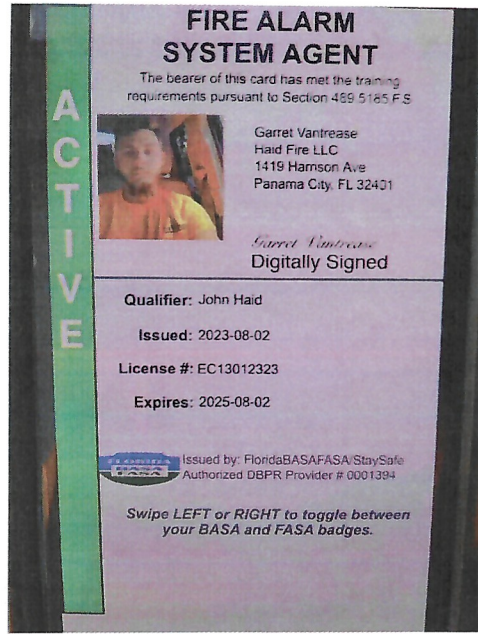 FIRE ALARM
SYSTEM AGENT
The bearer of this card has met the training
requirements pursuant to Section 489.5185 F.S
ACTIVE
Garret Vantrease
Haid Fire LLC
1419 Harrison Ave
Panama City, FL 32401
Garret Vantrease
Digitally Signed
Qualifier: John Haid
Issued: 2023-08-02
License #: EC13012323
Expires: 2025-08-02
FLORIDA
BASA
FASA
Issued by: FloridaBASAFASA/StaySafe
Authorized DBPR Provider # 0001394
Swipe LEFT or RIGHT to toggle between
your BASA and FASA badges.